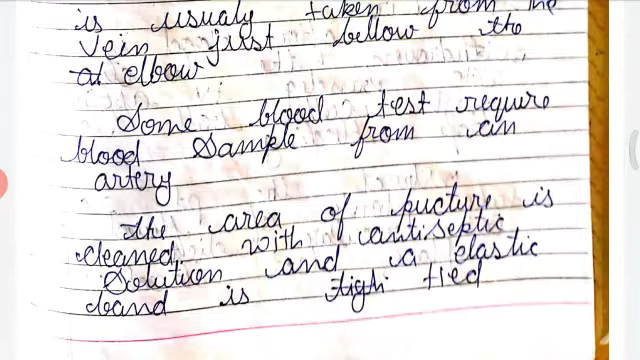 is usualy taken from the
vein just bellow the
at elbow
Some blood test require
blood Sample from an
artery
the area of pucture is
cleaned with antiseptic
Solution and a elastic
band is tigh tied